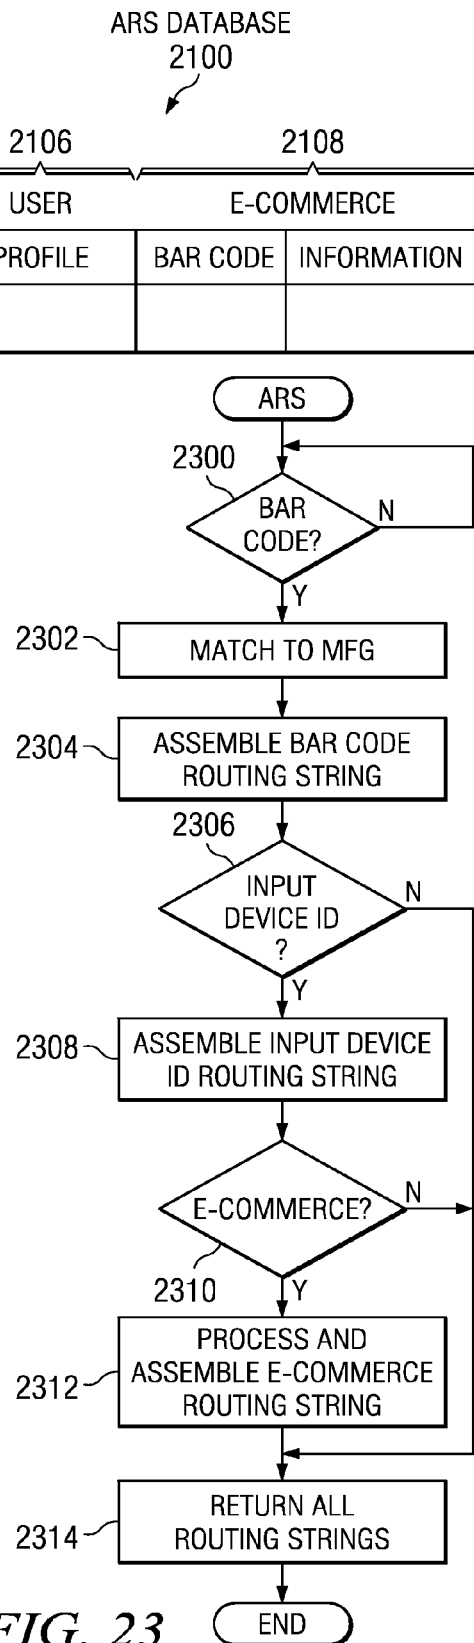 ARS DATABASE
2100
2106 2108
USER E-COMMERCE
PROFILE BAR CODE INFORMATION
ARS
2300
BAR
CODE?
N
Y
2302 MATCH TO MFG
2304 ASSEMBLE BAR CODE
ROUTING STRING
2306
INPUT
DEVICE ID
?
N
Y
2308 ASSEMBLE INPUT DEVICE
ID ROUTING STRING
E-COMMERCE?
N
2310
Y
2312 PROCESS AND
ASSEMBLE E-COMMERCE
ROUTING STRING
2314 RETURN ALL
ROUTING STRINGS
FIG. 23
END